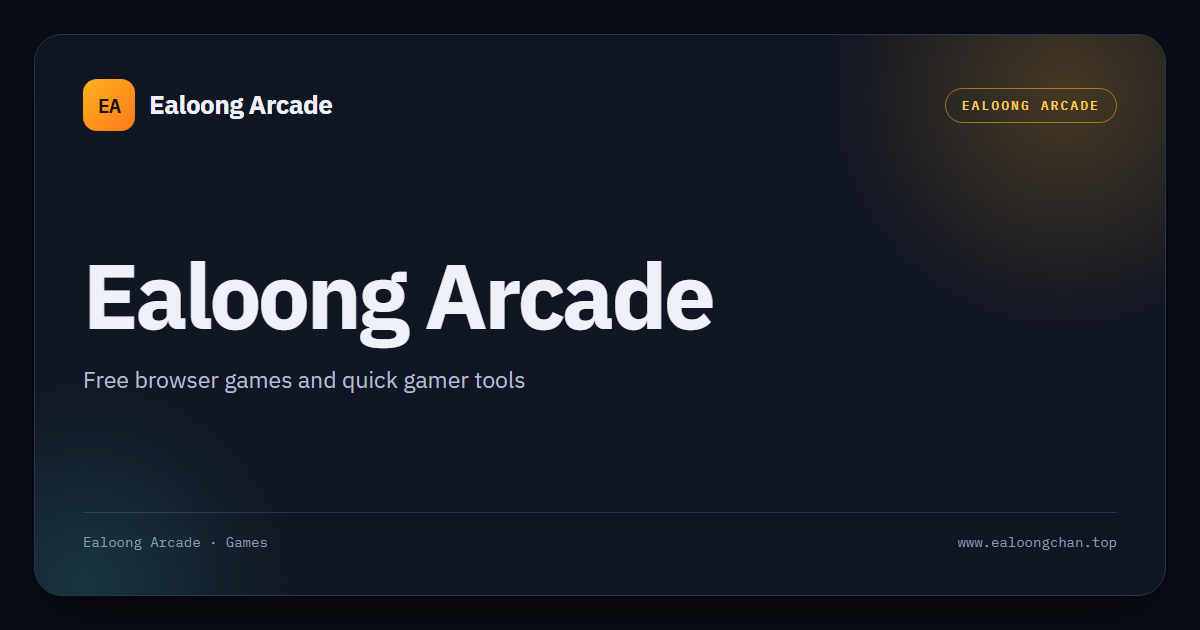 EA
Ealoong Arcade
EALOONG ARCADE
Ealoong Arcade
Free browser games and quick gamer tools
Ealoong Arcade · Games
www.ealoongchan.top